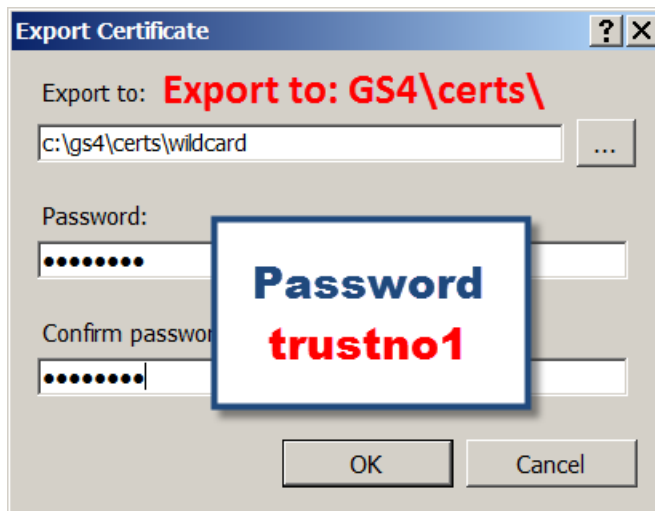 Export Certificate
Export to: Export to: GS4\certs\
c:\gs4\certs\wildcard
...
Password:
●●●●●●●●
Password
trustno1
Confirm passwor
●●●●●●●●
OK Cancel